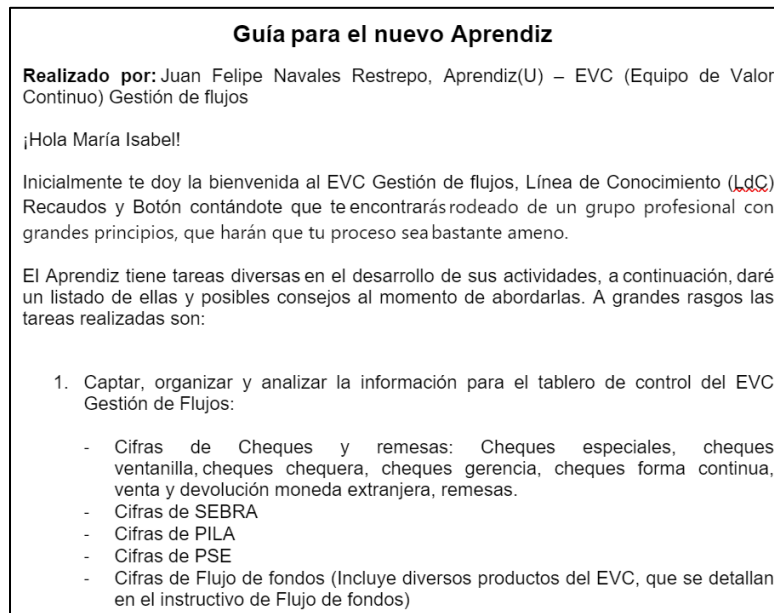 Guía para el nuevo Aprendiz
Realizado por: Juan Felipe Navales Restrepo, Aprendiz(U) – EVC (Equipo de Valor
Continuo) Gestión de flujos
¡Hola María Isabel!
Inicialmente te doy la bienvenida al EVC Gestión de flujos, Línea de Conocimiento (LdC)
Recaudos y Botón contándote que te encontrarás rodeado de un grupo profesional con
grandes principios, que harán que tu proceso sea bastante ameno.
El Aprendiz tiene tareas diversas en el desarrollo de sus actividades, a continuación, daré
un listado de ellas y posibles consejos al momento de abordarlas. A grandes rasgos las
tareas realizadas son:
1. Captar, organizar y analizar la información para el tablero de control del EVC
Gestión de Flujos:
- Cifras de Cheques y remesas: Cheques especiales, cheques
ventanilla, cheques chequera, cheques gerencia, cheques forma continua,
venta y devolución moneda extranjera, remesas.
- Cifras de SEBRA
- Cifras de PILA
- Cifras de PSE
- Cifras de Flujo de fondos (Incluye diversos productos del EVC, que se detallan
en el instructivo de Flujo de fondos)